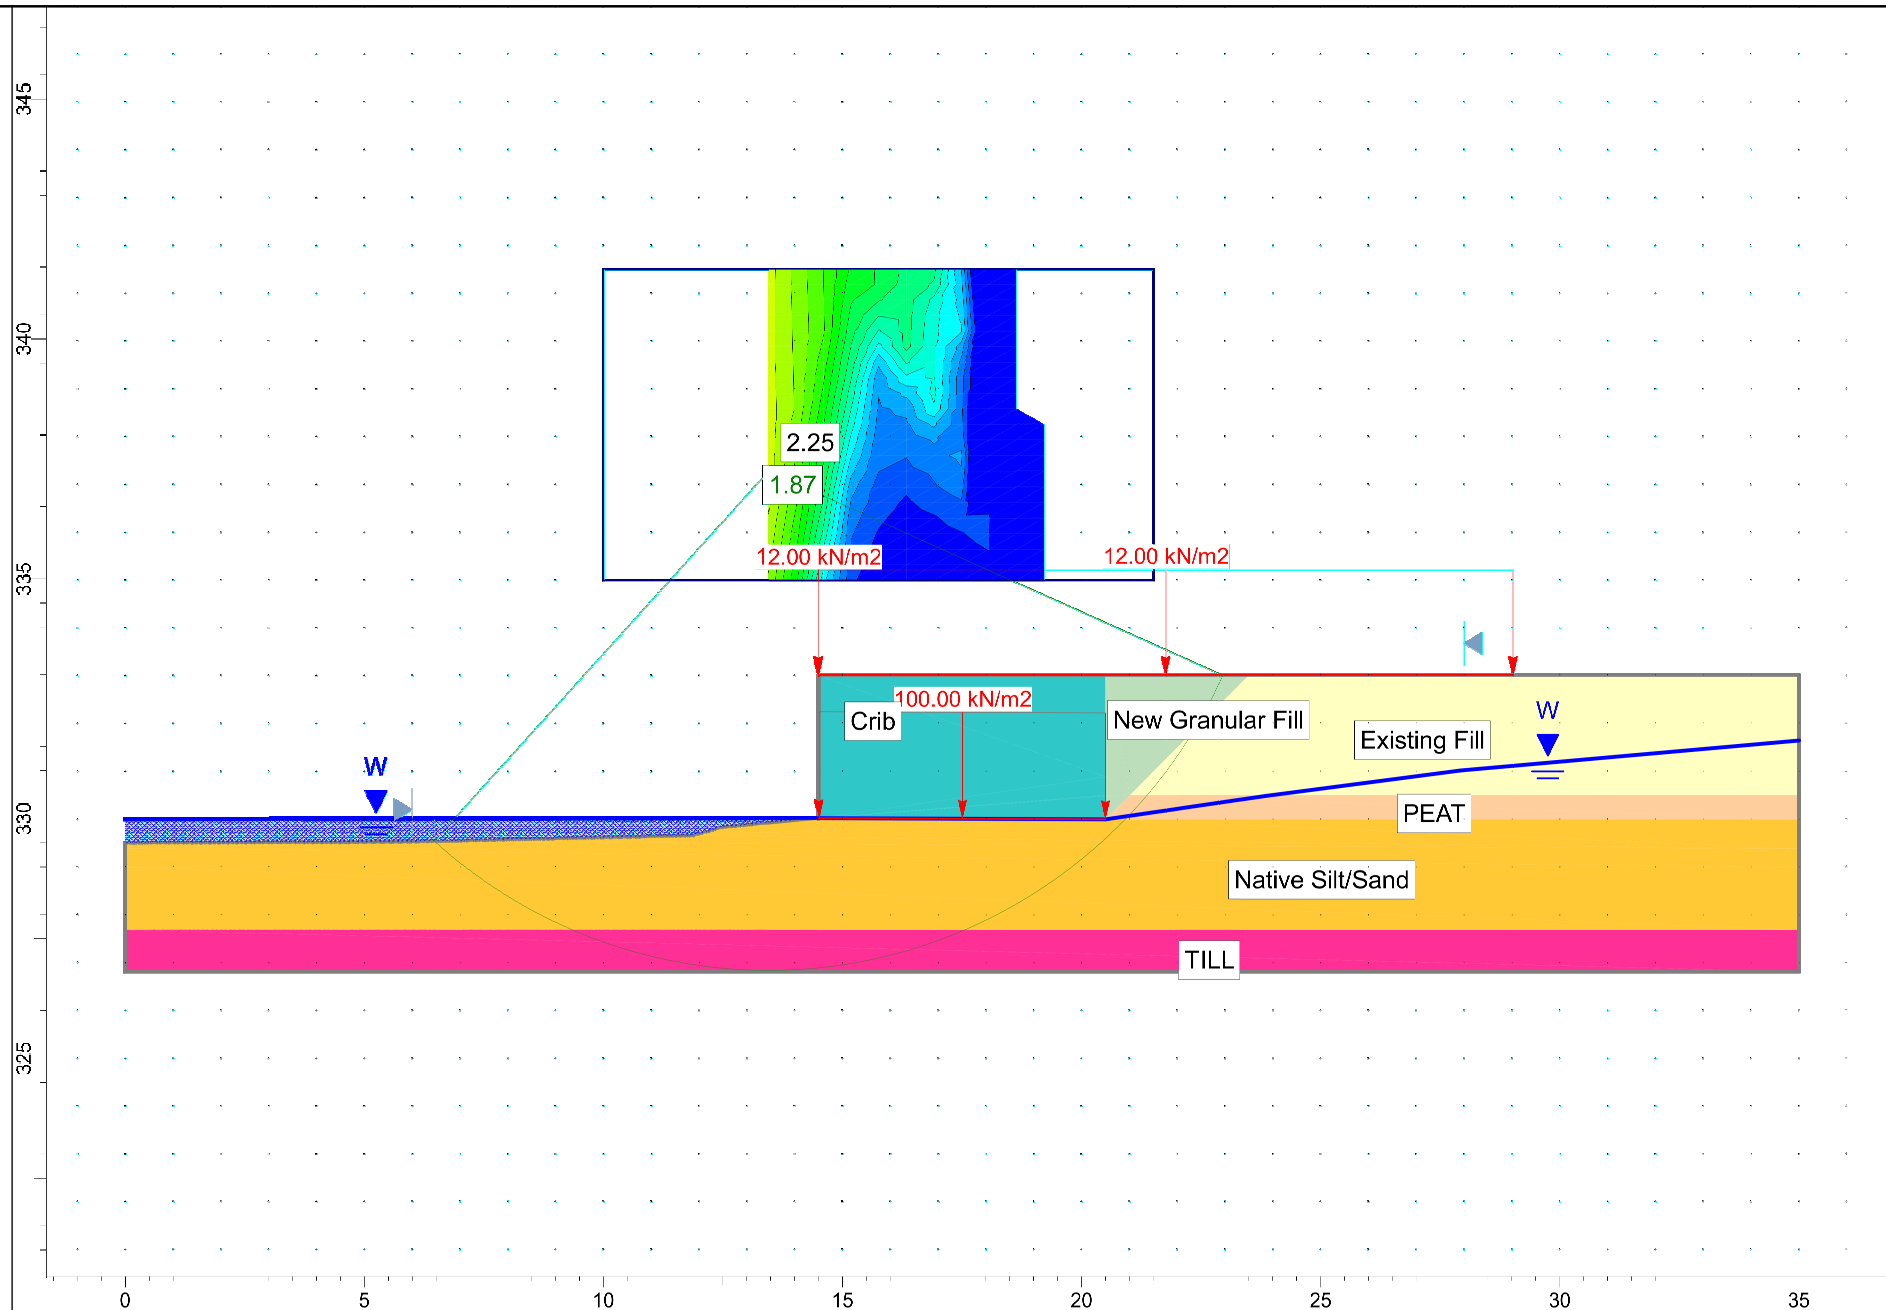 345
340
2.25
1.87
335
12.00 kN/m2
12.00 kN/m2
100.00 kN/m2
Crib
New Granular Fill
W
Existing Fill
W
330
PEAT
Native Silt/Sand
TILL
325
0
5
10
15
20
25
30
35